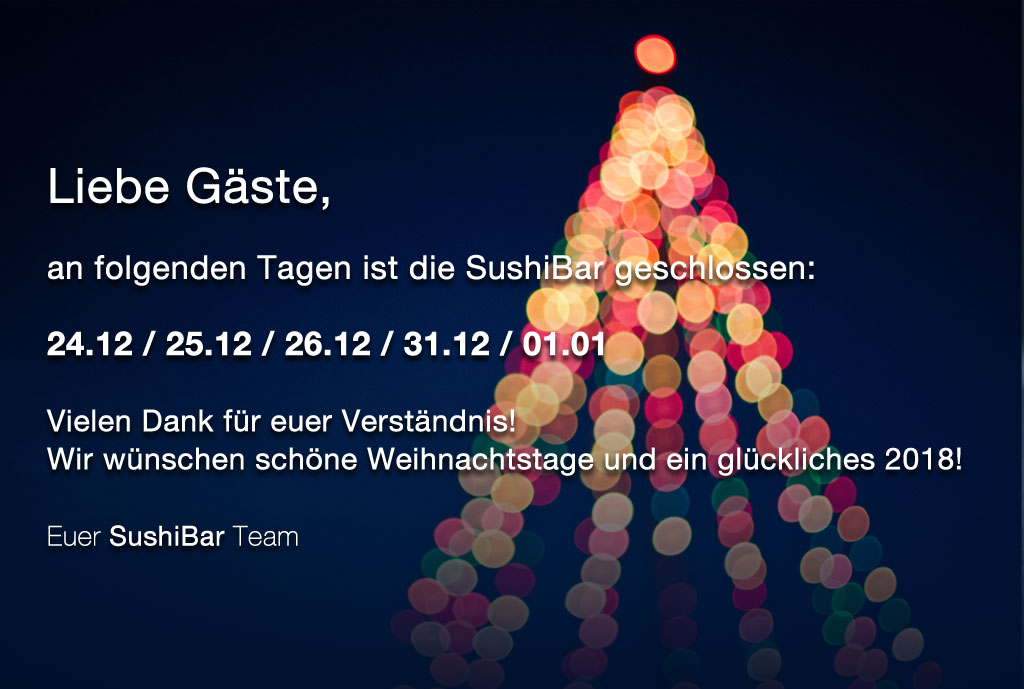 Liebe Gäste,
an folgenden Tagen ist die SushiBar geschlossen:
24.12 / 25.12 / 26.12 / 31.12 / 01.01
Vielen Dank für euer Verständnis!
Wir wünschen schöne Weihnachtstage und ein glückliches 2018!
Euer SushiBar Team